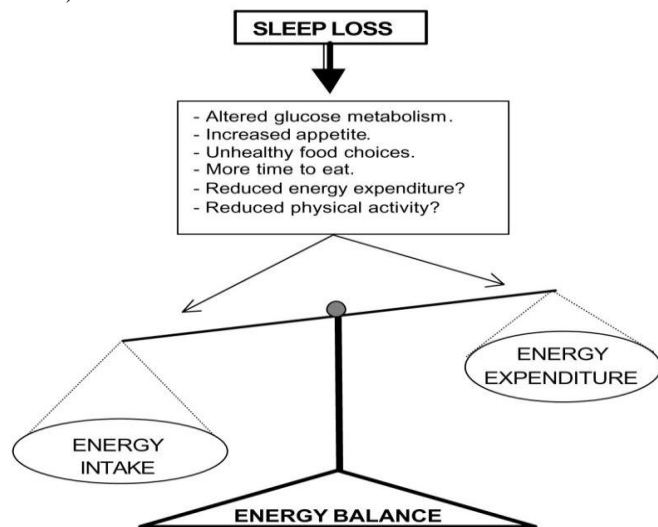 SLEEP LOSS
- Altered glucose metabolism.
- Increased appetite.
- Unhealthy food choices.
- More time to eat.
- Reduced energy expenditure?
- Reduced physical activity?
ENERGY
EXPENDITURE
ENERGY
INTAKE
ENERGY BALANCE